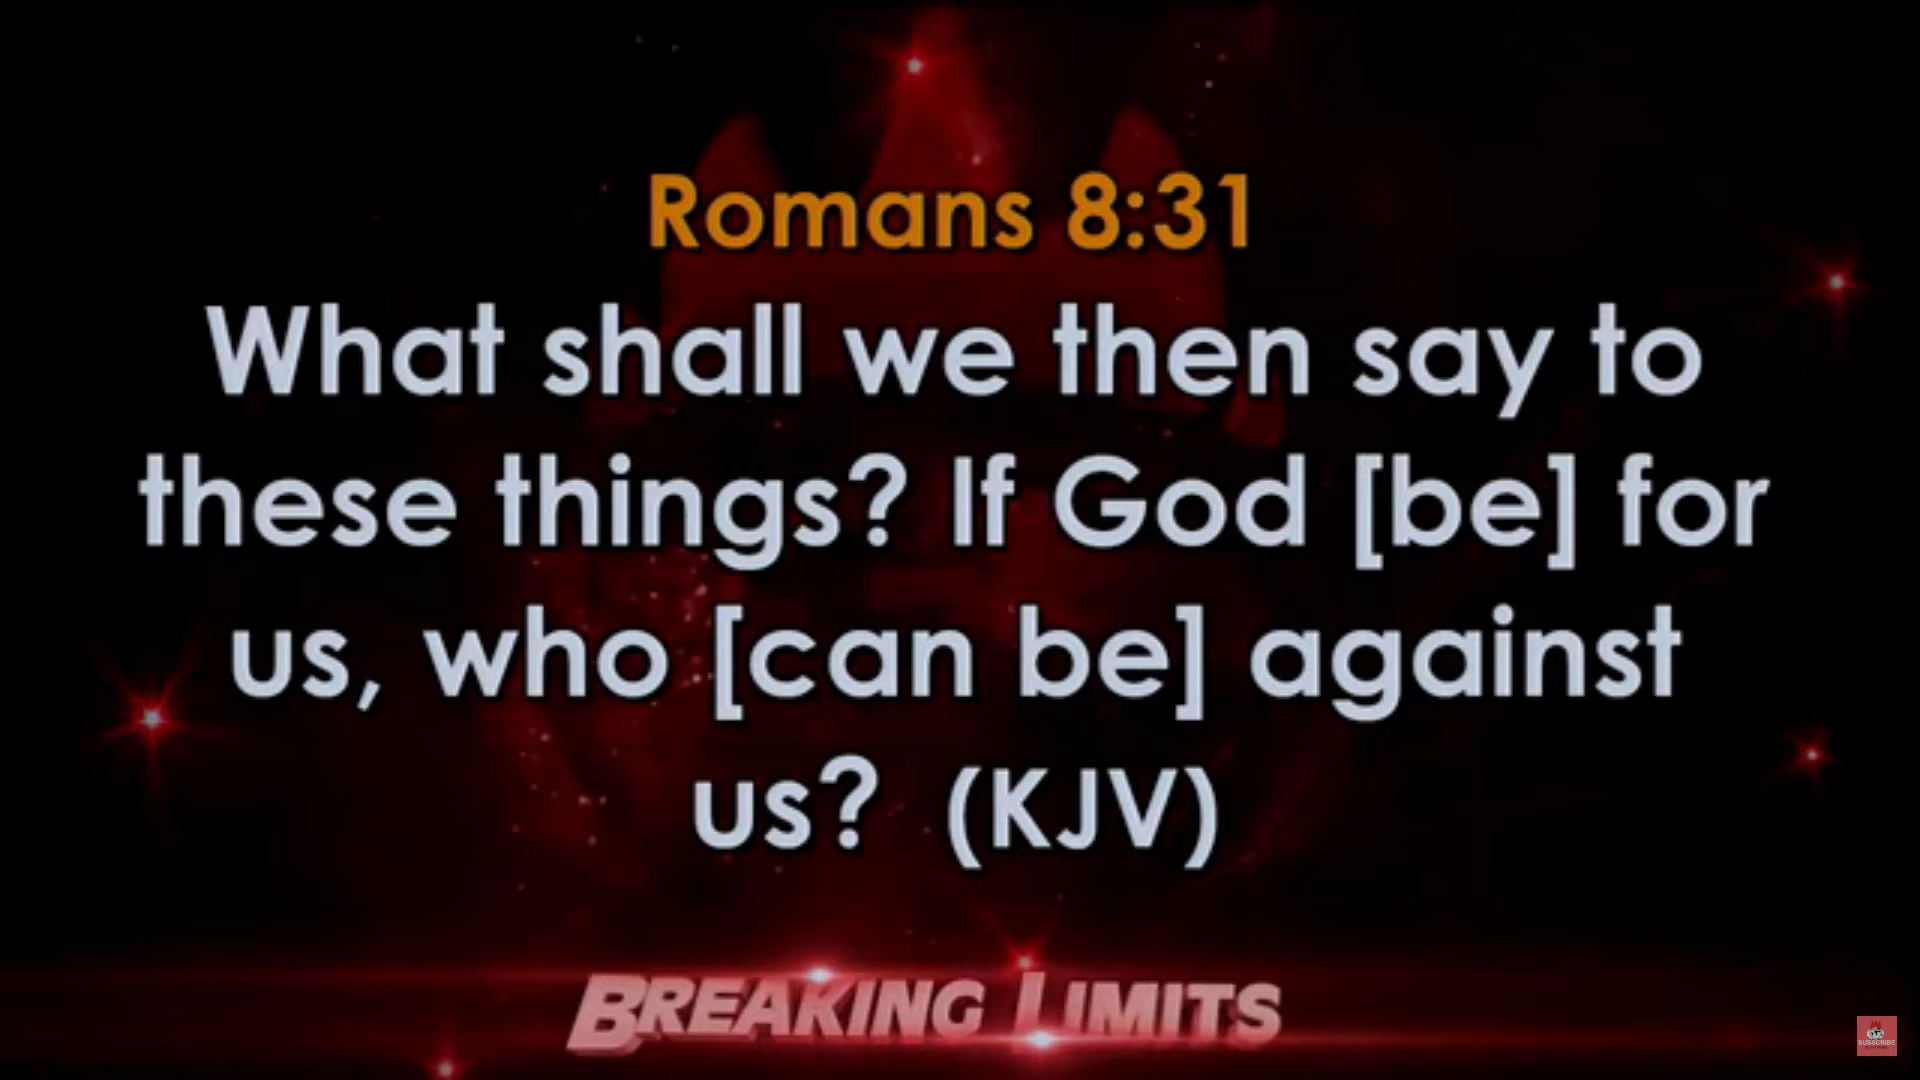 Romans 8:31
What shall we then say to
these things? If God [be] for
us, who [can be] against
us? (KJV)
BREAKING LIMITS
SUBSCRIBE